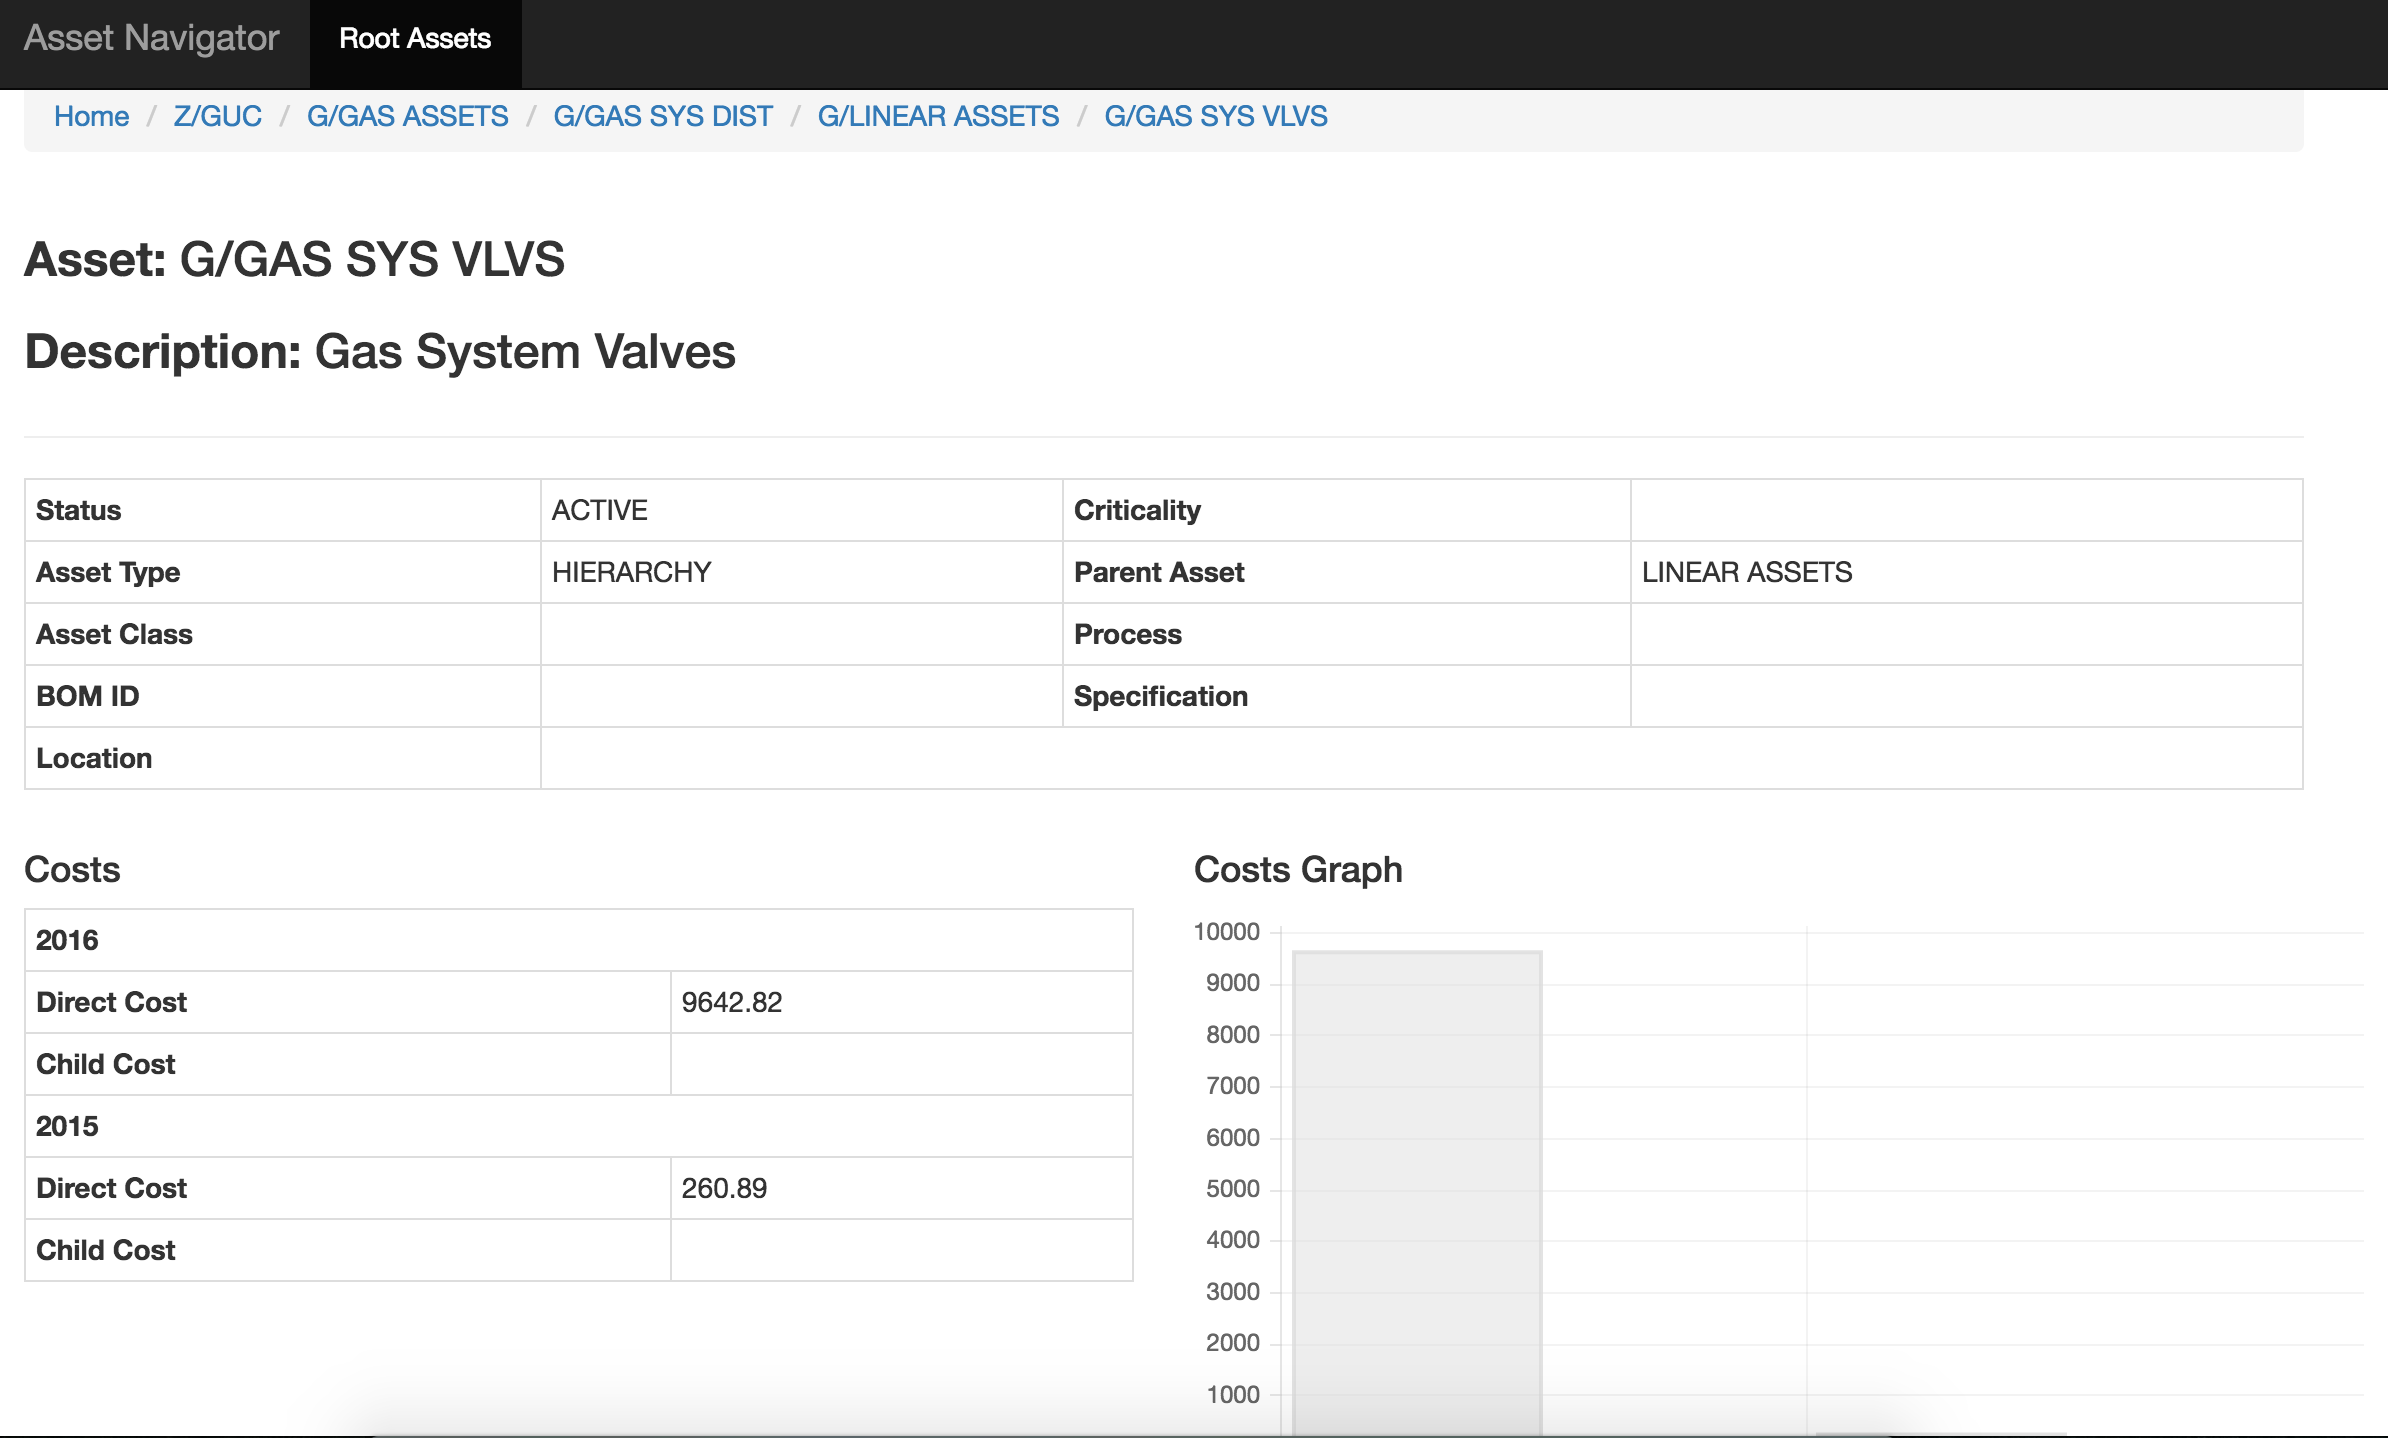 Asset Navigator Root Assets
Home / Z/GUC / G/GAS ASSETS / G/GAS SYS DIST / G/LINEAR ASSETS / G/GAS SYS VLVS
Asset: G/GAS SYS VLVS
Description: Gas System Valves
Status ACTIVE Criticality
Asset Type HIERARCHY Parent Asset LINEAR ASSETS
Asset Class Process
BOM ID Specification
Location
Costs
2016
Direct Cost 9642.82
Child Cost
2015
Direct Cost 260.89
Child Cost
Costs Graph
10000
9000
8000
7000
6000
5000
4000
3000
2000
1000